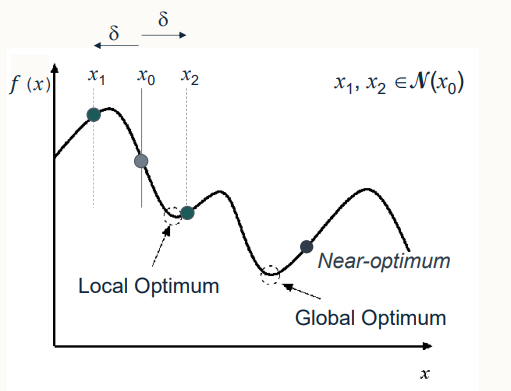 δ
δ
f (x)
x₁
x₀
x₂
x₁, x₂ ∈ 𝒩(x₀)
Near-optimum
Local Optimum
Global Optimum
x